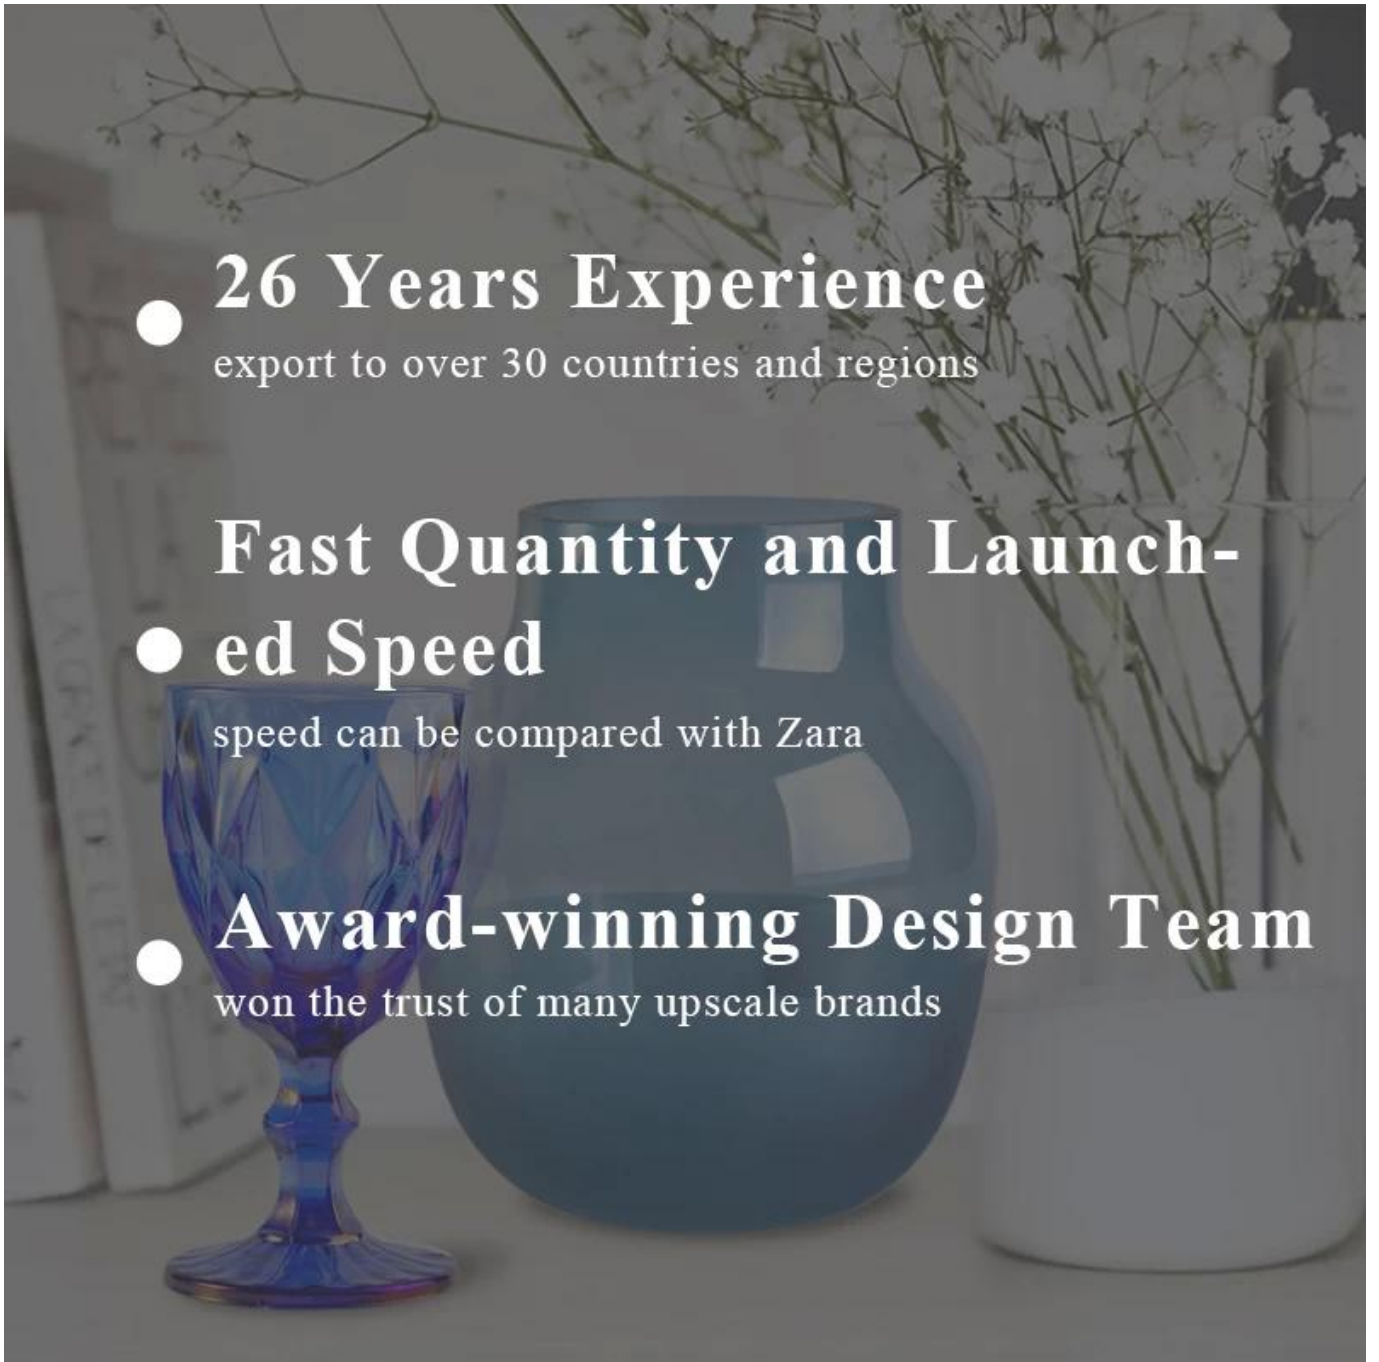 26 Years Experience
export to over 30 countries and regions
Fast Quantity and Launch-
ed Speed
speed can be compared with Zara
Award-winning Design Team
won the trust of many upscale brands